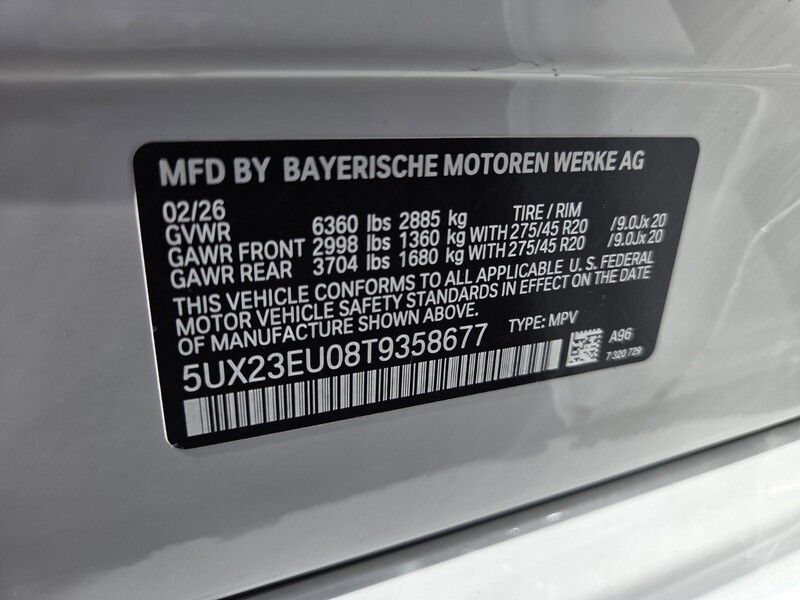 MFD BY BAYERISCHE MOTOREN WERKE AG
02/26 TIRE / RIM
GVWR 6360 lbs 2885 kg
GAWR FRONT 2998 lbs 1360 kg WITH 275/45 R20 /9.0Jx20
GAWR REAR 3704 lbs 1680 kg WITH 275/45 R20 /9.0Jx20
THIS VEHICLE CONFORMS TO ALL APPLICABLE U.S. FEDERAL
MOTOR VEHICLE SAFETY STANDARDS IN EFFECT ON THE DATE
OF MANUFACTURE SHOWN ABOVE.
5UX23EU08T9358677 TYPE: MPV
A96
7 320 729